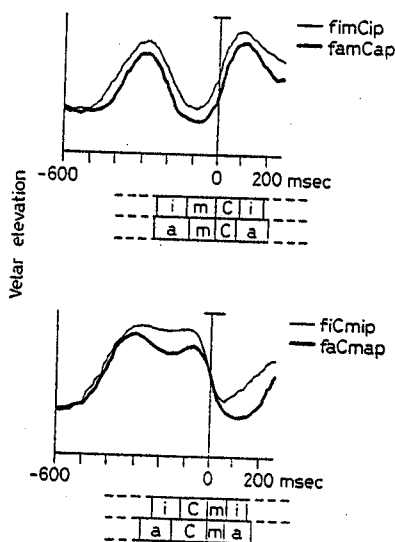 fimCip
famCap
Velar elevation
-600 0 200 msec
i m C i
a m C a
fiCmip
faCmap
-600 0 200 msec
i C m i
a C m a